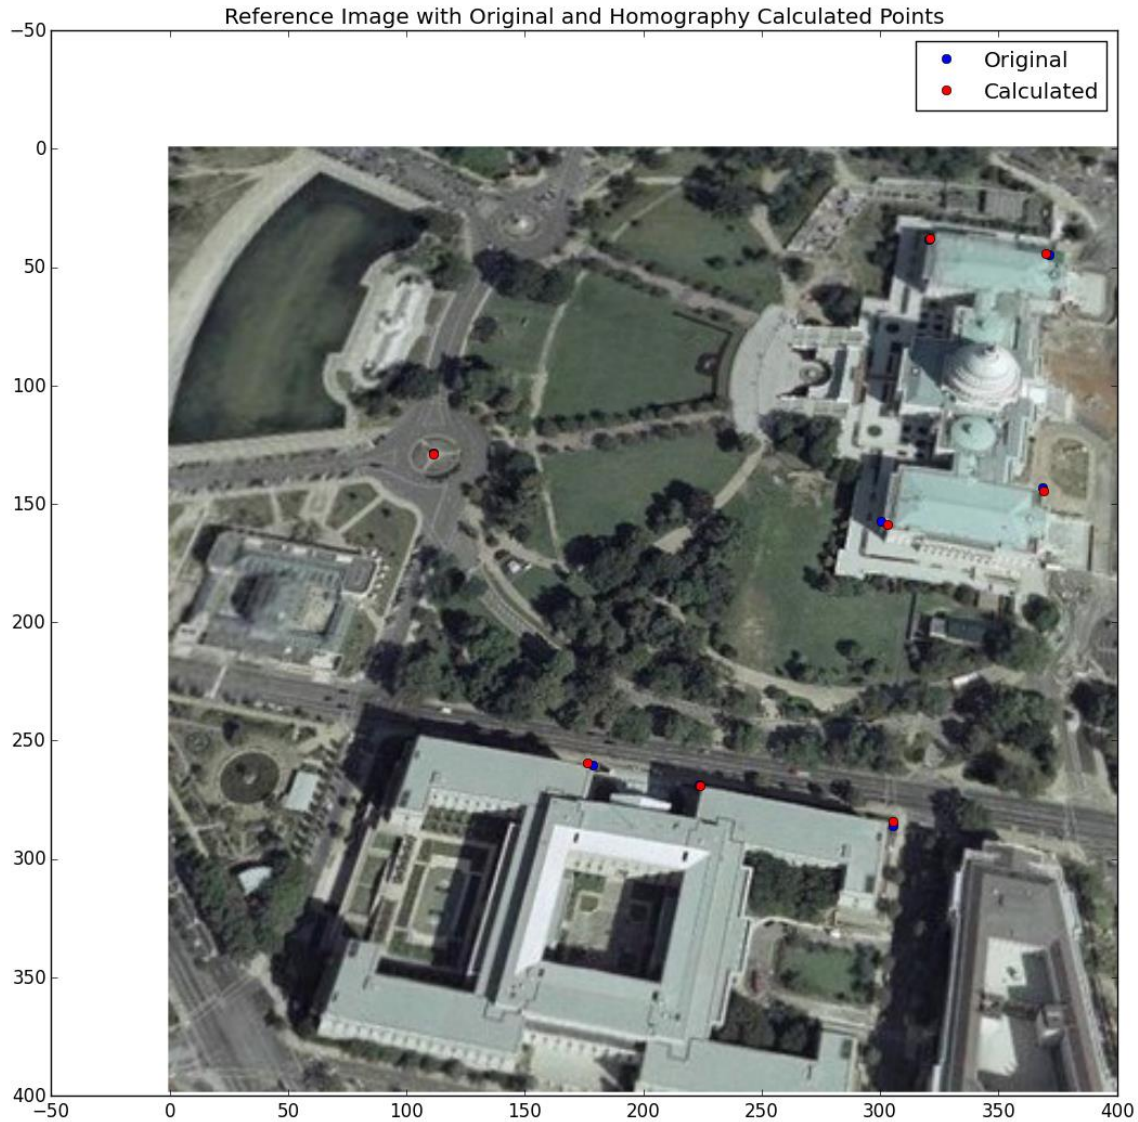 Reference Image with Original and Homography Calculated Points
Original
Calculated
−50
0
50
100
150
200
250
300
350
400
−50 0 50 100 150 200 250 300 350 400